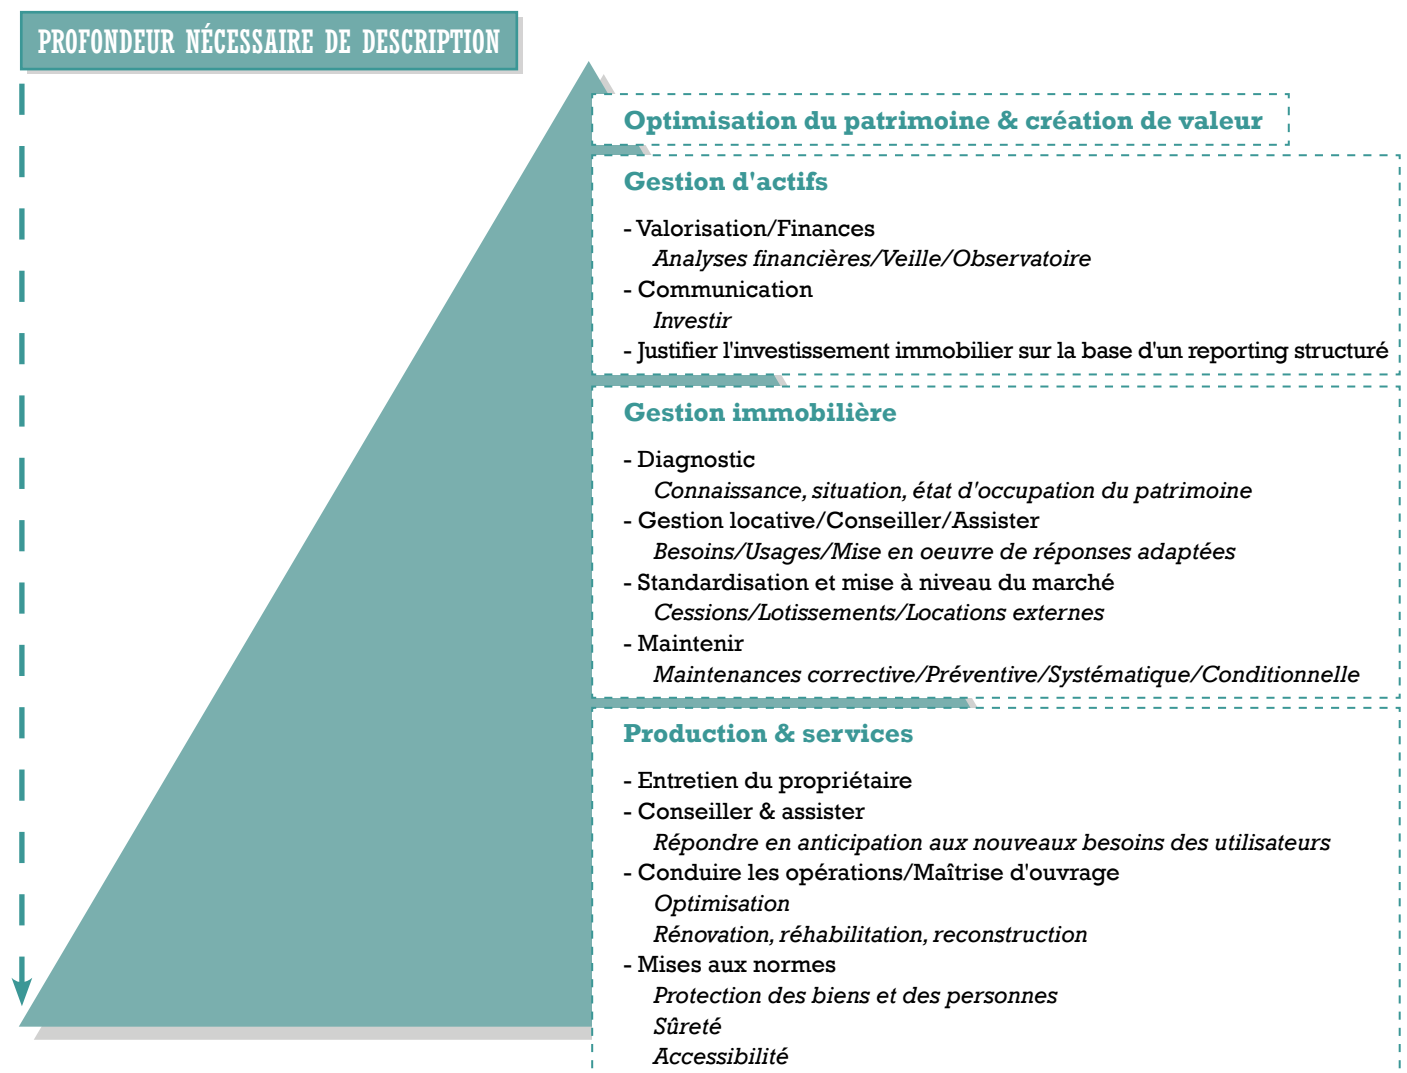 PROFONDEUR NÉCESSAIRE DE DESCRIPTION
Optimisation du patrimoine & création de valeur
Gestion d'actifs
- Valorisation/Finances
Analyses financières/Veille/Observatoire
- Communication
Investir
- Justifier l'investissement immobilier sur la base d'un reporting structuré
Gestion immobilière
- Diagnostic
Connaissance, situation, état d'occupation du patrimoine
- Gestion locative/Conseiller/Assister
Besoins/Usages/Mise en oeuvre de réponses adaptées
- Standardisation et mise à niveau du marché
Cessions/Lotissements/Locations externes
- Maintenir
Maintenances corrective/Préventive/Systématique/Conditionnelle
Production & services
- Entretien du propriétaire
- Conseiller & assister
Répondre en anticipation aux nouveaux besoins des utilisateurs
- Conduire les opérations/Maîtrise d'ouvrage
Optimisation
Rénovation, réhabilitation, reconstruction
- Mises aux normes
Protection des biens et des personnes
Sûreté
Accessibilité